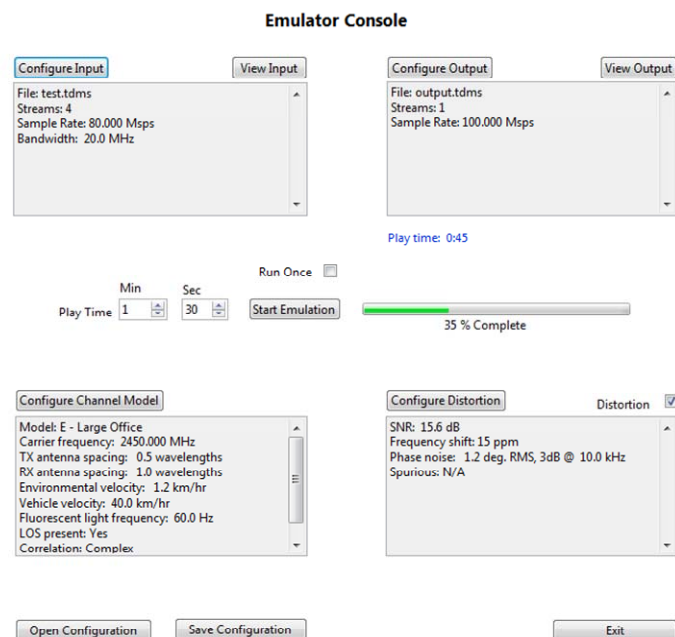 Emulator Console
Configure Input
View Input
File: test.tdms
Streams: 4
Sample Rate: 80.000 Msps
Bandwidth:  20.0 MHz
Configure Output
View Output
File: output.tdms
Streams: 1
Sample Rate: 100.000 Msps
Play time:  0:45
Run Once
Min
Sec
Play Time
1
30
Start Emulation
35 % Complete
Configure Channel Model
Model: E - Large Office
Carrier frequency: 2450.000 MHz
TX antenna spacing:  0.5 wavelengths
RX antenna spacing:  1.0 wavelengths
Environmental velocity:  1.2 km/hr
Vehicle velocity:  40.0 km/hr
Fluorescent light frequency:  60.0 Hz
LOS present: Yes
Correlation: Complex
Configure Distortion
Distortion
SNR:  15.6 dB
Frequency shift: 15 ppm
Phase noise:  1.2 deg. RMS, 3dB @  10.0 kHz
Spurious: N/A
Open Configuration
Save Configuration
Exit